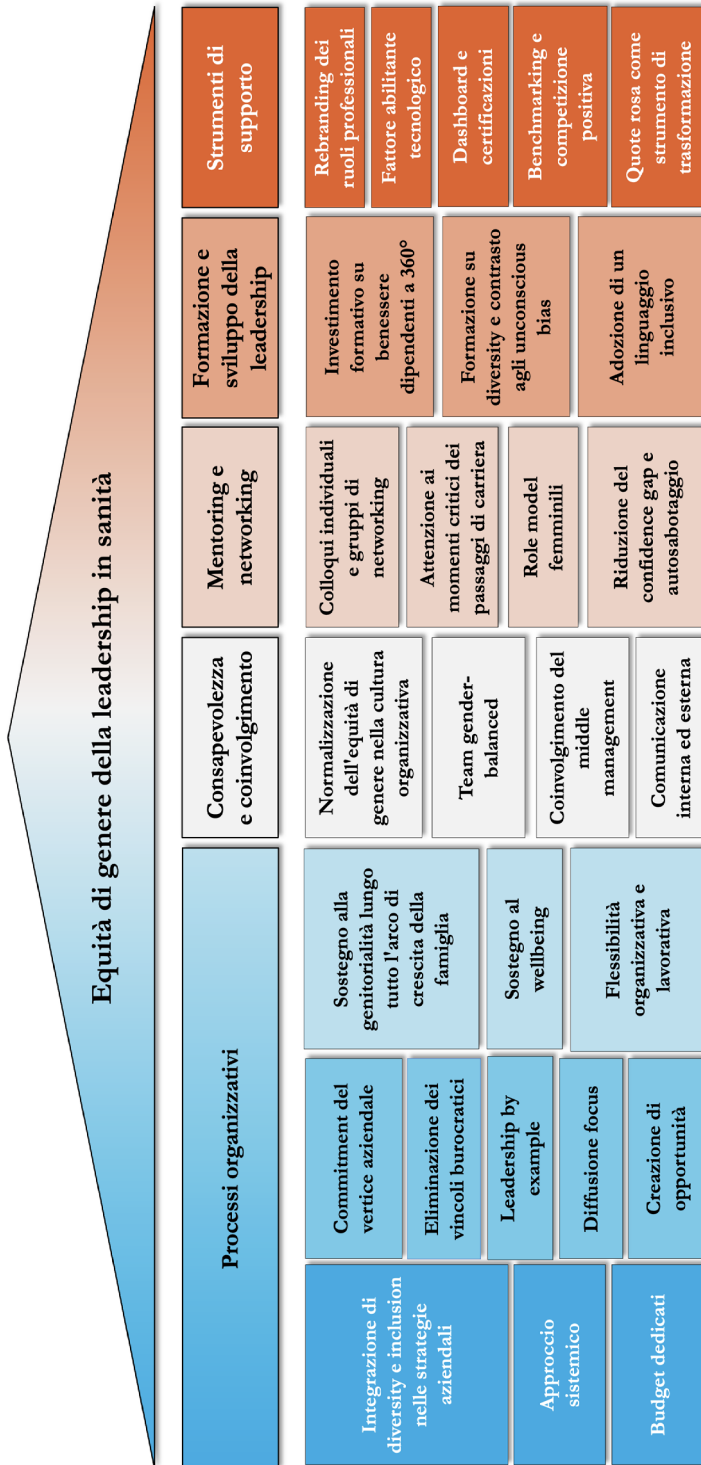 Equità di genere della leadership in sanità
Processi organizzativi
Consapevolezza
e coinvolgimento
Mentoring e
networking
Formazione e
sviluppo della
leadership
Strumenti di
supporto
Integrazione di
diversity e inclusion
nelle strategie
aziendali
Approccio
sistemico
Budget dedicati
Commitment del
vertice aziendale
Eliminazione dei
vincoli burocratici
Leadership by
example
Diffusione focus
Creazione di
opportunità
Sostegno alla
genitorialità lungo
tutto l'arco di
crescita della
famiglia
Sostegno al
wellbeing
Flessibilità
organizzativa e
lavorativa
Normalizzazione
dell'equità di
genere nella cultura
organizzativa
Team gender-
balanced
Coinvolgimento del
middle
management
Comunicazione
interna ed esterna
Colloqui individuali
e gruppi di
networking
Attenzione ai
momenti critici dei
passaggi di carriera
Role model
femminili
Riduzione del
confidence gap e
autosabotaggio
Investimento
formativo su
benessere
dipendenti a 360°
Formazione su
diversity e contrasto
agli unconscious
bias
Adozione di un
linguaggio
inclusivo
Rebranding dei
ruoli professionali
Fattore abilitante
tecnologico
Dashboard e
certificazioni
Benchmarking e
competizione
positiva
Quote rosa come
strumento di
trasformazione